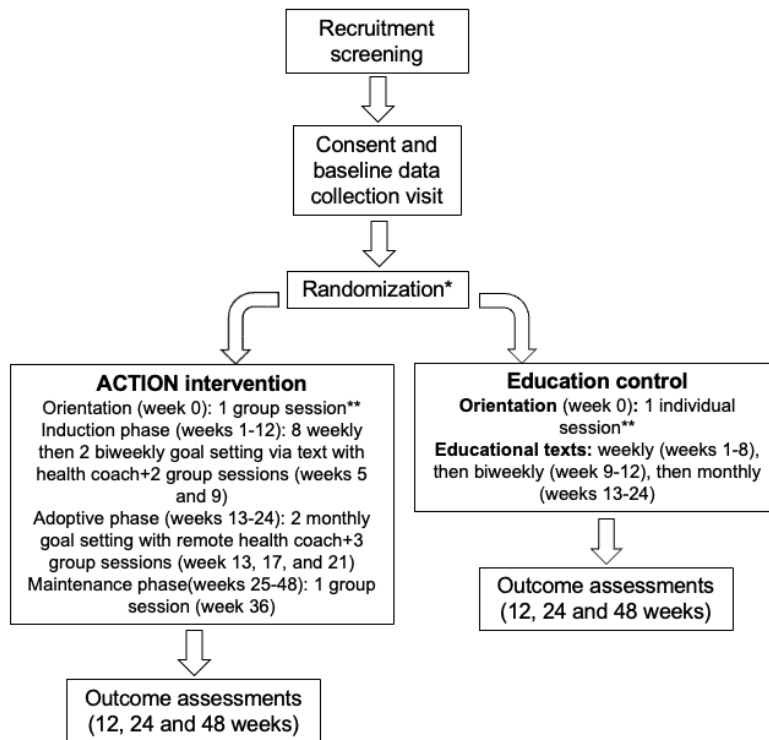 Recruitment
screening
Consent and
baseline data
collection visit
Randomization*
ACTION intervention
Orientation (week 0): 1 group session**
Induction phase (weeks 1-12): 8 weekly
then 2 biweekly goal setting via text with
health coach+2 group sessions (weeks 5
and 9)
Adoptive phase (weeks 13-24): 2 monthly
goal setting with remote health coach+3
group sessions (week 13, 17, and 21)
Maintenance phase(weeks 25-48): 1 group
session (week 36)
Outcome assessments
(12, 24 and 48 weeks)
Education control
Orientation (week 0): 1 individual
session**
Educational texts: weekly (weeks 1-8),
then biweekly (week 9-12), then monthly
(weeks 13-24)
Outcome assessments
(12, 24 and 48 weeks)